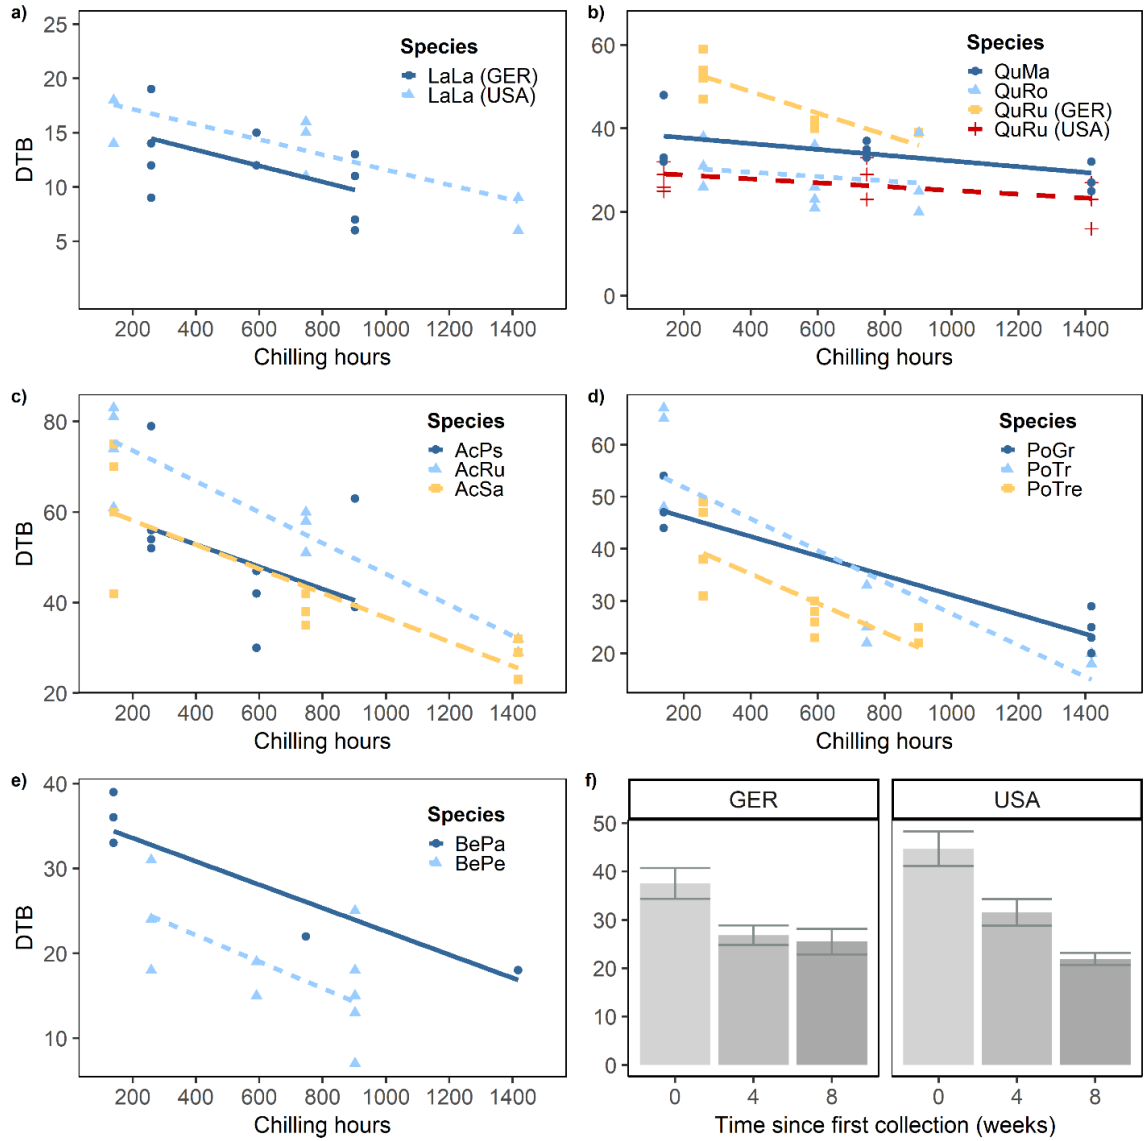 a)
25
20
15
10
5
DTB
Species
LaLa (GER)
LaLa (USA)
200 400 600 800 1000 1200 1400
Chilling hours
b)
60
40
20
0
Species
QuMa
QuRo
QuRu (GER)
QuRu (USA)
200 400 600 800 1000 1200 1400
Chilling hours
c)
80
60
40
20
DTB
Species
AcPs
AcRu
AcSa
200 400 600 800 1000 1200 1400
Chilling hours
d)
60
50
40
30
20
Species
PoGr
PoTr
PoTre
200 400 600 800 1000 1200 1400
Chilling hours
e)
40
30
20
10
DTB
Species
BePa
BePe
200 400 600 800 1000 1200 1400
Chilling hours
f)
GER USA
50
40
30
20
10
0
0 4 8 0 4 8
Time since first collection (weeks)